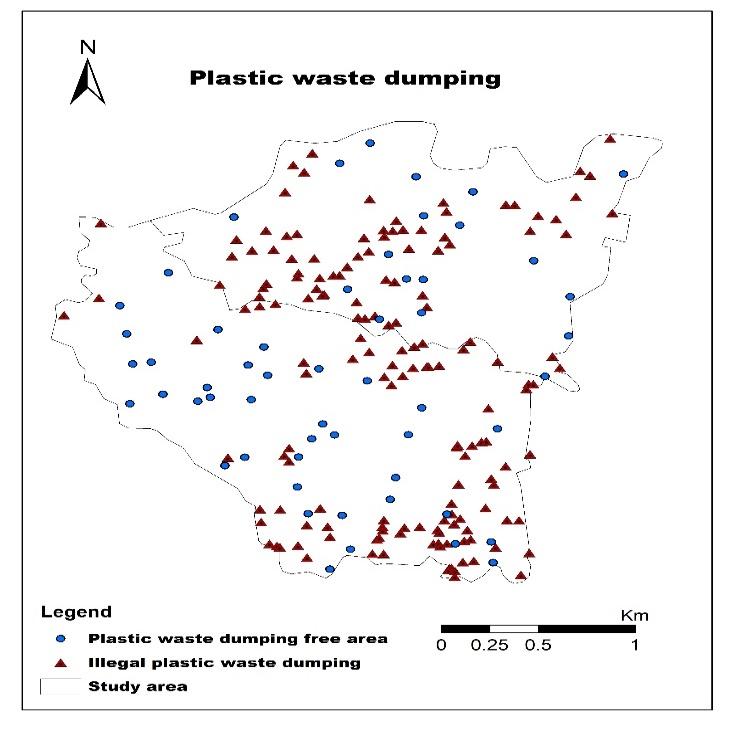 N
Plastic waste dumping
Legend
Plastic waste dumping free area
Illegal plastic waste dumping
Study area
Km
0 0.25 0.5 1